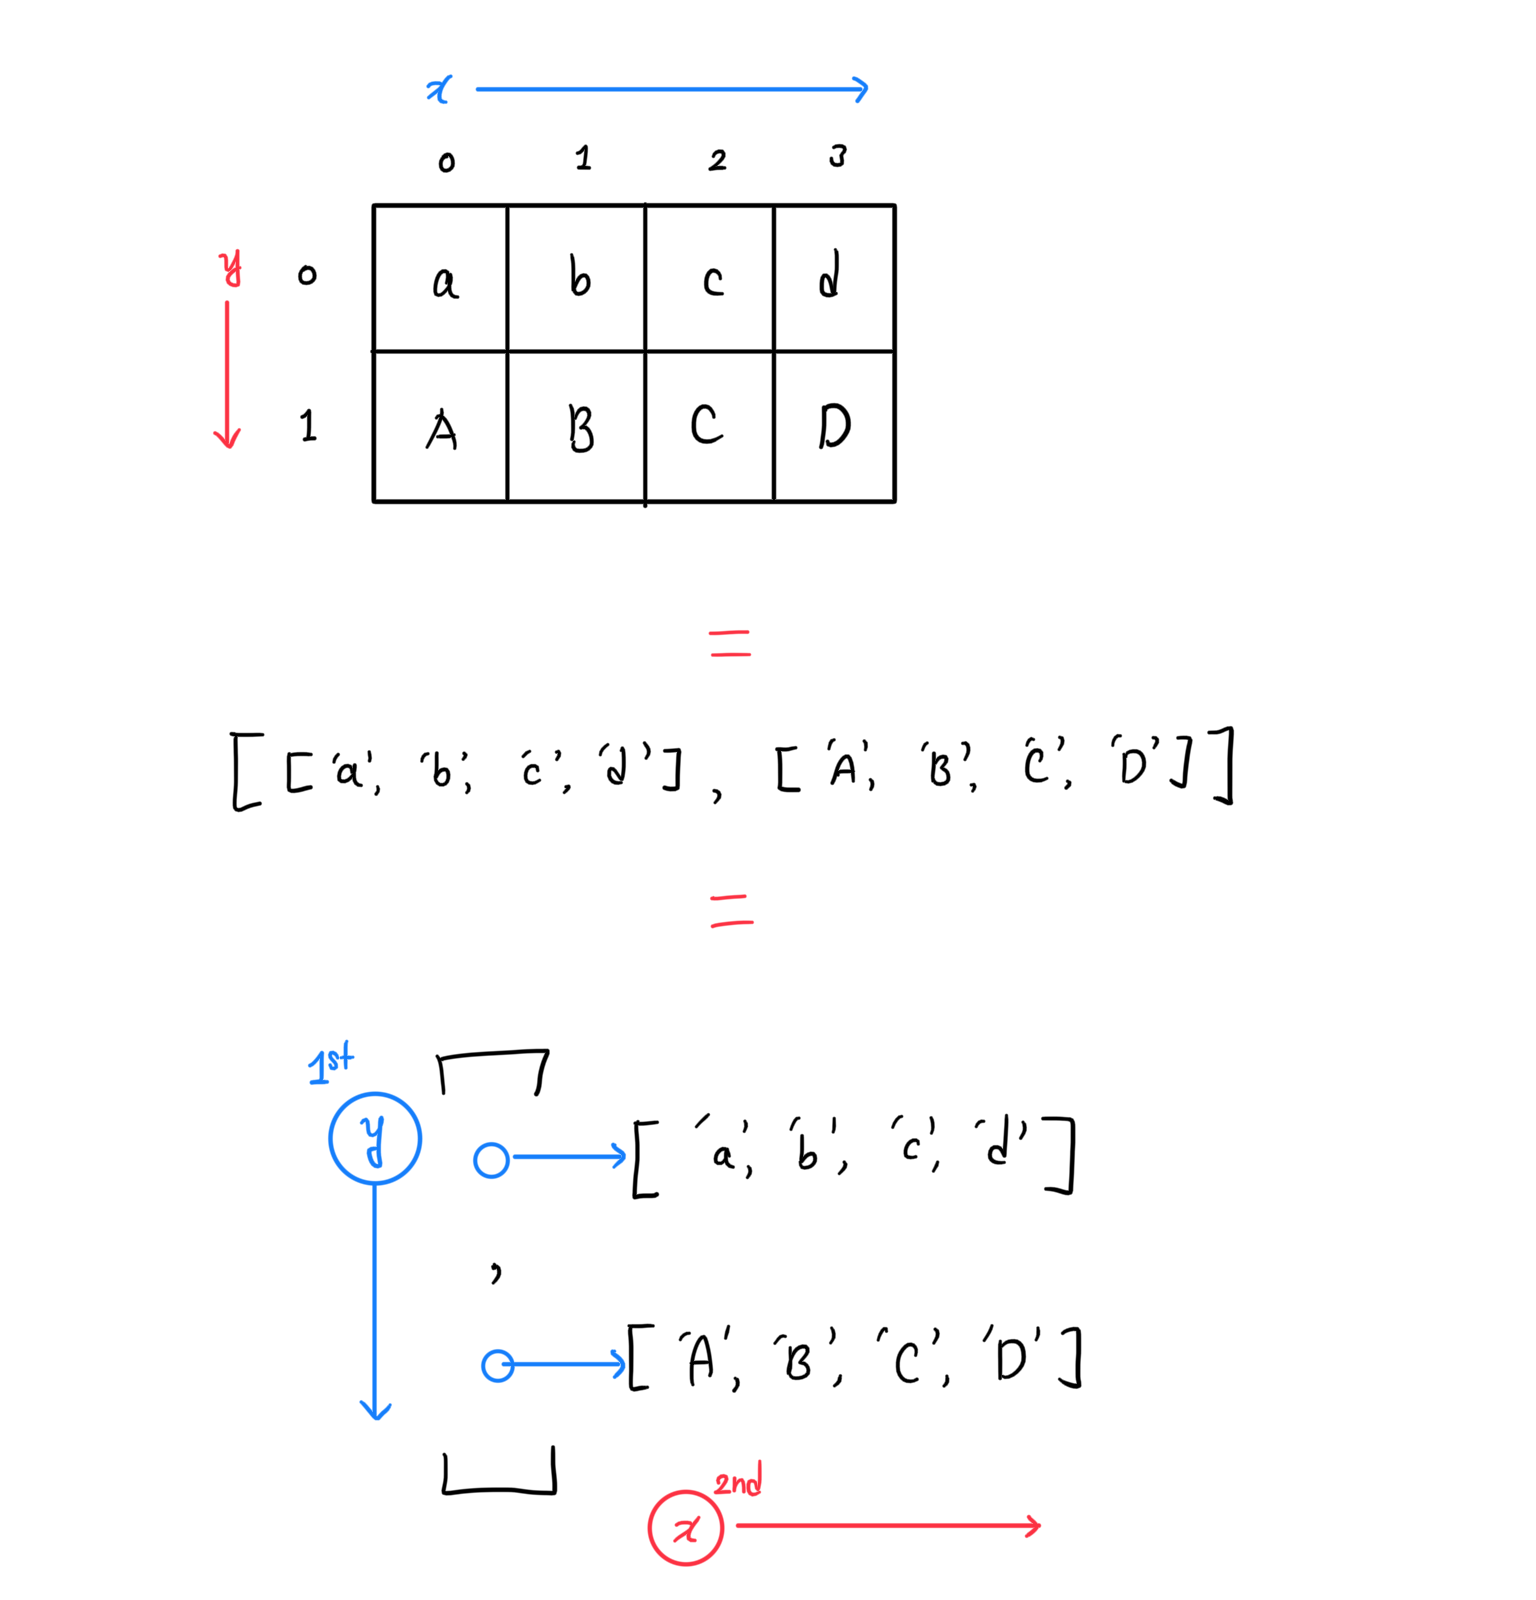 x
0 1 2 3
y 0 a b c d
1 A B C D
=
[['a', 'b', 'c', 'd'], ['A', 'B', 'C', 'D']]
=
1st
y
[
['a', 'b', 'c', 'd']
,
['A', 'B', 'C', 'D']
]
2nd
x